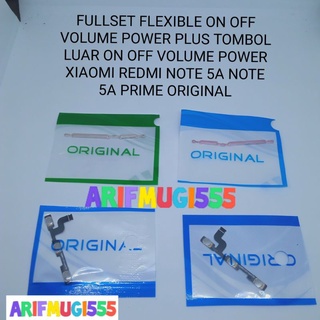 FULLSET FLEXIBLE ON OFF
VOLUME POWER PLUS TOMBOL
LUAR ON OFF VOLUME POWER
XIAOMI REDMI NOTE 5A NOTE
5A PRIME ORIGINAL
ORIGINAL
ORIGINAL
ARIFMUGI555
ORIGINAL
ORIGINAL
ARIFMUGI555